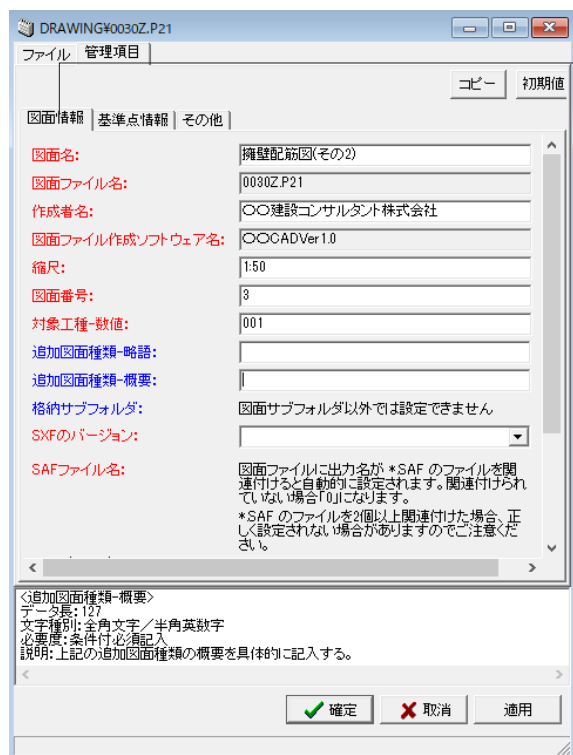 DRAWING¥0030Z.P21
ファイル 管理項目
コピー 初期値
図面情報 基準点情報 その他
図面名: 擁壁配筋図(その2)
図面ファイル名: 0030Z.P21
作成者名: 〇〇建設コンサルタント株式会社
図面ファイル作成ソフトウェア名: 〇〇CADVer1.0
縮尺: 1:50
図面番号: 3
対象工種-数値: 001
追加図面種類-略語:
追加図面種類-概要:
格納サブフォルダ: 図面サブフォルダ以外では設定できません
SXFのバージョン:
SAFファイル名: 図面ファイルに出力名が *SAF のファイルを関
連付けると自動的に設定されます。関連付けられ
ていない場合「0」になります。
*SAF のファイルを2個以上関連付けた場合、正
しく設定されない場合がありますのでご注意くだ
さい。
<追加図面種類-概要>
データ長:127
文字種別:全角文字／半角英数字
必要度:条件付必須記入
説明:上記の追加図面種類の概要を具体的に記入する。
確定 取消 適用